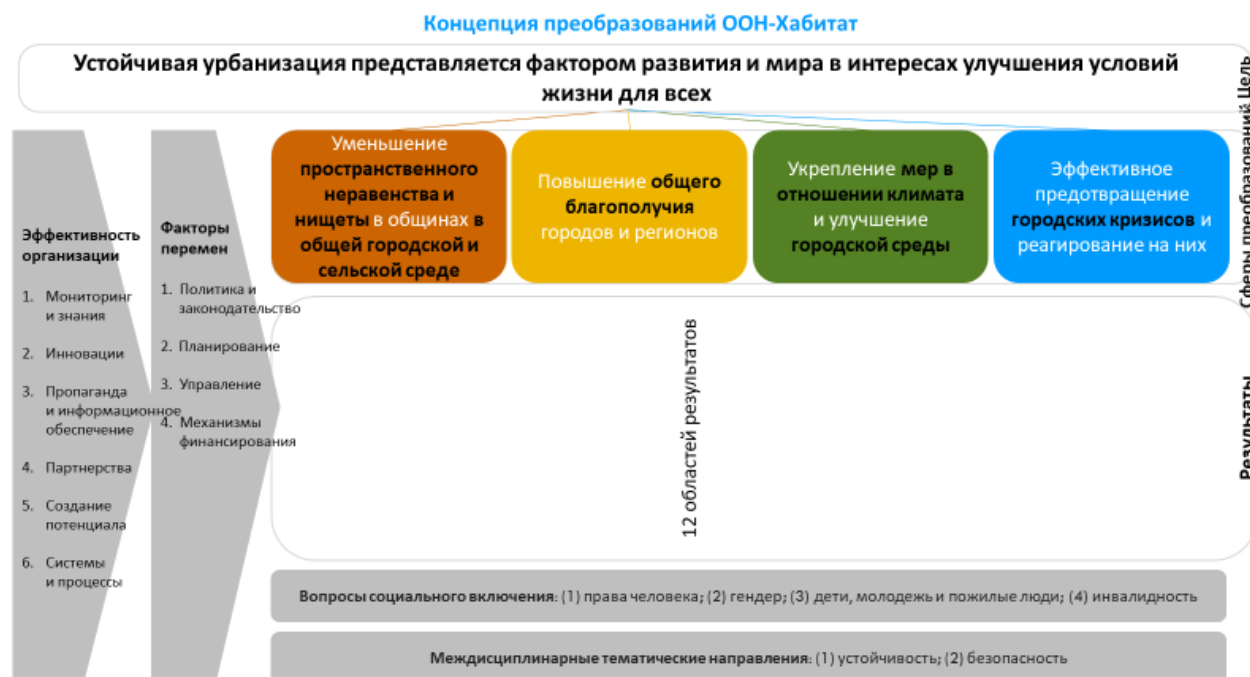 Концепция преобразований ООН-Хабитат
Устойчивая урбанизация представляется фактором развития и мира в интересах улучшения условий
жизни для всех
Цель
Эффективность
организации
1. Мониторинг
и знания
2. Инновации
3. Пропаганда
и информационное
обеспечение
4. Партнерства
5. Создание
потенциала
6. Системы
и процессы
Факторы
перемен
1. Политика и
законодательство
2. Планирование
3. Управление
4. Механизмы
финансирования
Уменьшение
пространственного
неравенства и
нищеты в общинах в
общей городской и
сельской среде
Повышение общего
благополучия
городов и регионов
Укрепление мер в
отношении климата
и улучшение
городской среды
Эффективное
предотвращение
городских кризисов и
реагирование на них
Сферы преобразований
12 областей результатов
Результаты
Вопросы социального включения: (1) права человека; (2) гендер; (3) дети, молодежь и пожилые люди; (4) инвалидность
Междисциплинарные тематические направления: (1) устойчивость; (2) безопасность